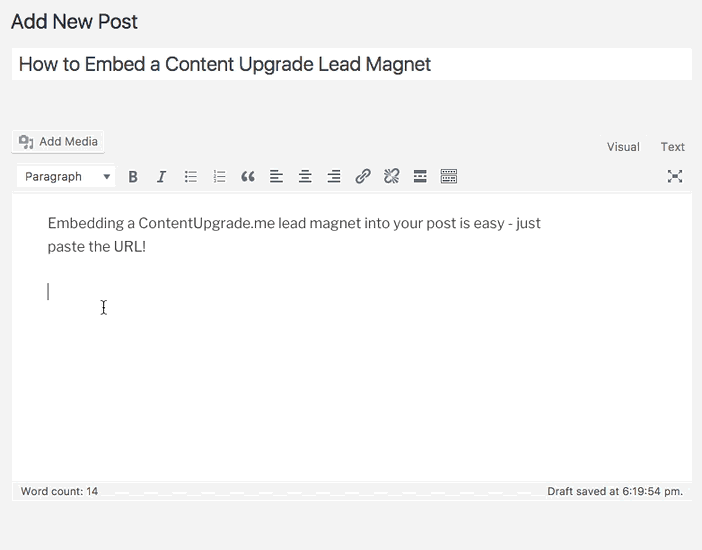 Add New Post
How to Embed a Content Upgrade Lead Magnet
Add Media
Visual Text
Paragraph B I
Embedding a ContentUpgrade.me lead magnet into your post is easy - just
paste the URL!
Word count: 14 Draft saved at 6:19:54 pm.